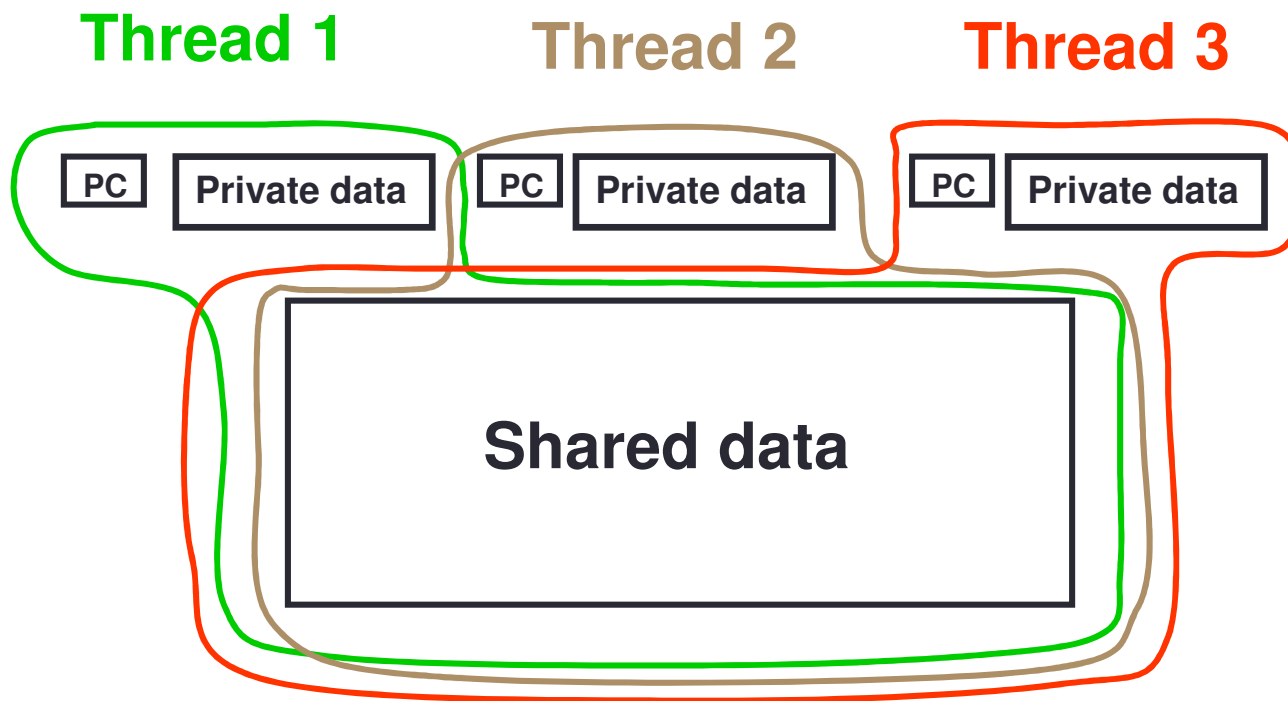 Thread 1
Thread 2
Thread 3
PC
Private data
PC
Private data
PC
Private data
Shared data